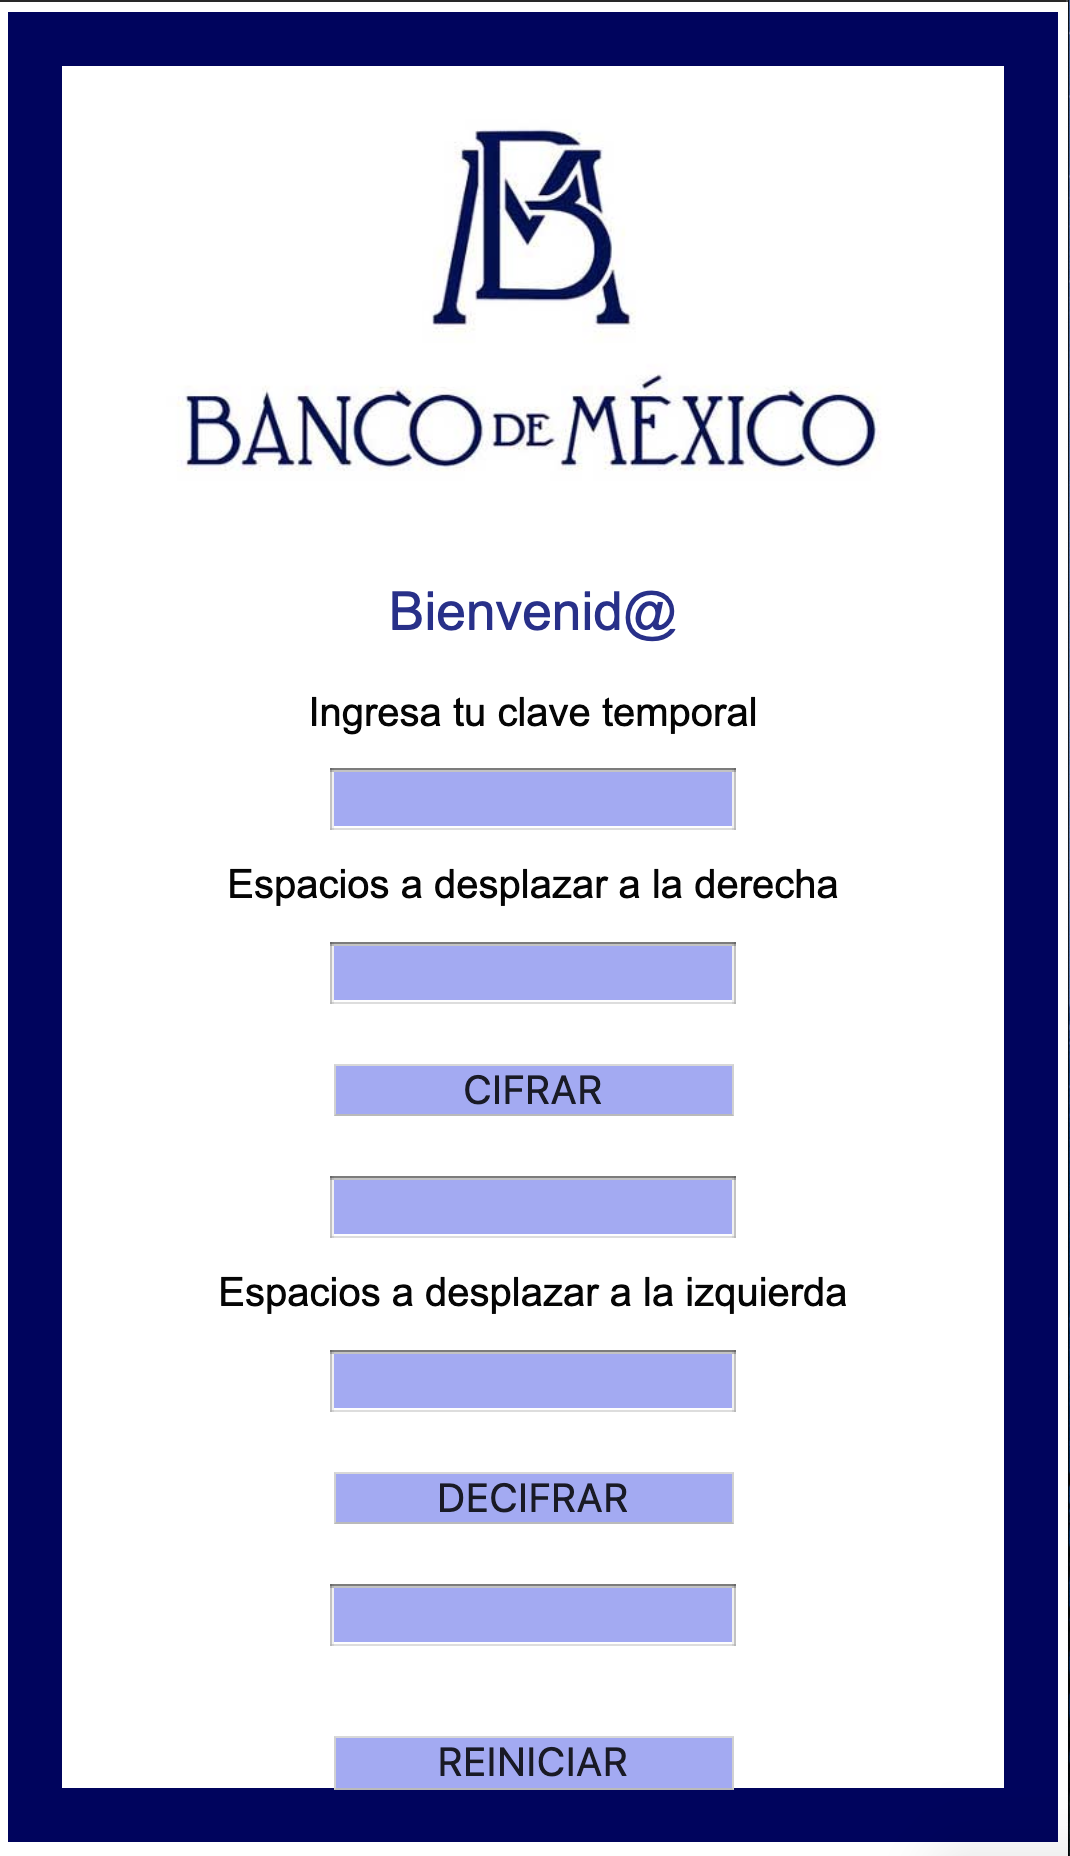 BM
BANCO DE MÉXICO
Bienvenid@
Ingresa tu clave temporal
Espacios a desplazar a la derecha
CIFRAR
Espacios a desplazar a la izquierda
DECIFRAR
REINICIAR